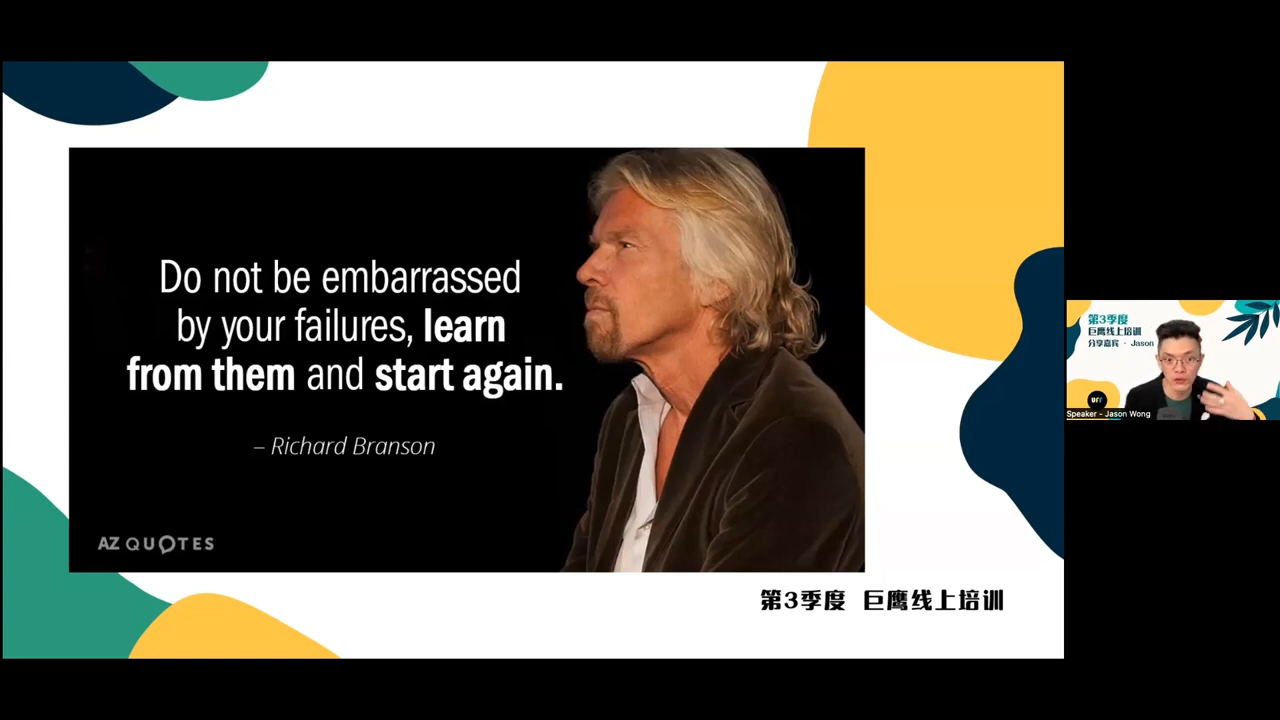 Do not be embarrassed
by your failures, learn
from them and start again.
– Richard Branson
AZ QUOTES
第3季度 巨鹰线上培训
第3季度
巨鹰线上培训
分享嘉宾 · Jason
UFF
Speaker - Jason Wong